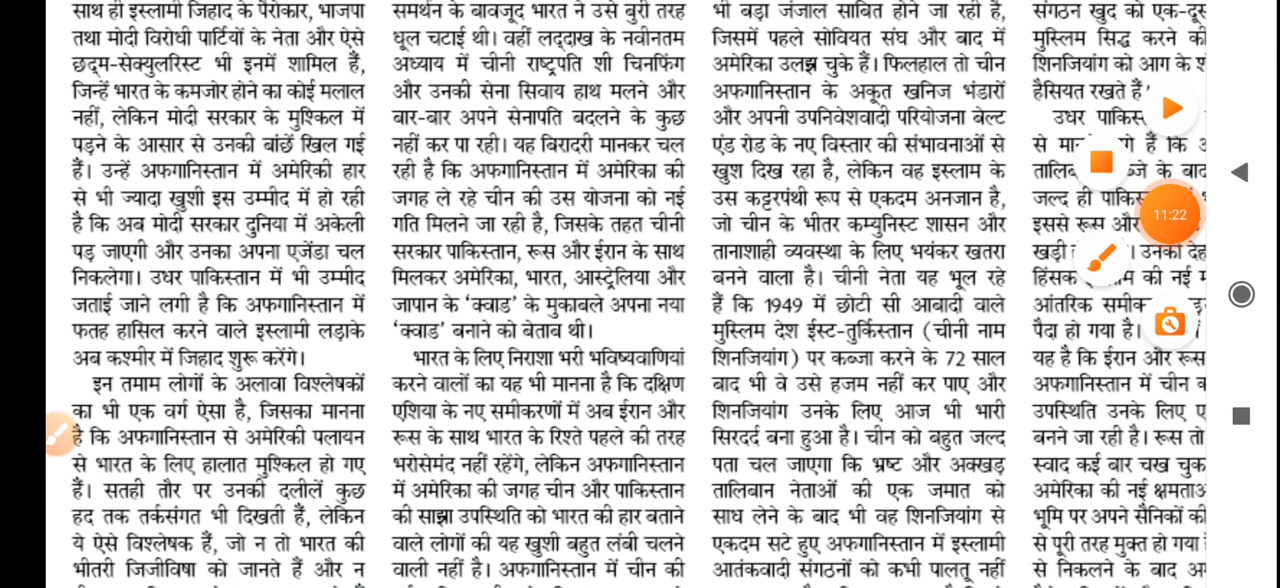 साथ ही इस्लामी जिहाद के पैरोकार, भाजपा
तथा मोदी विरोधी पार्टियों के नेता और ऐसे
छद्म-सेक्युलरिस्ट भी इनमें शामिल हैं,
जिन्हें भारत के कमजोर होने का कोई मलाल
नहीं, लेकिन मोदी सरकार के मुश्किल में
पड़ने के आसार से उनकी बांछें खिल गई
हैं। उन्हें अफगानिस्तान में अमेरिकी हार
से भी ज्यादा खुशी इस उम्मीद में हो रही
है कि अब मोदी सरकार दुनिया में अकेली
पड़ जाएगी और उनका अपना एजेंडा चल
निकलेगा। उधर पाकिस्तान में भी उम्मीद
जताई जाने लगी है कि अफगानिस्तान में
फतह हासिल करने वाले इस्लामी लड़ाके
अब कश्मीर में जिहाद शुरू करेंगे।
इन तमाम लोगों के अलावा विश्लेषकों
का भी एक वर्ग ऐसा है, जिसका मानना
है कि अफगानिस्तान से अमेरिकी पलायन
से भारत के लिए हालात मुश्किल हो गए
हैं। सतही तौर पर उनकी दलीलें कुछ
हद तक तर्कसंगत भी दिखती हैं, लेकिन
ये ऐसे विश्लेषक हैं, जो न तो भारत की
भीतरी जिजीविषा को जानते हैं और न
समर्थन के बावजूद भारत ने उसे बुरी तरह
धूल चटाई थी। वहीं लद्दाख के नवीनतम
अध्याय में चीनी राष्ट्रपति शी चिनफिंग
और उनकी सेना सिवाय हाथ मलने और
बार-बार अपने सेनापति बदलने के कुछ
नहीं कर पा रही। यह बिरादरी मानकर चल
रही है कि अफगानिस्तान में अमेरिका की
जगह ले रहे चीन की उस योजना को नई
गति मिलने जा रही है, जिसके तहत चीनी
सरकार पाकिस्तान, रूस और ईरान के साथ
मिलकर अमेरिका, भारत, आस्ट्रेलिया और
जापान के ‘क्वाड’ के मुकाबले अपना नया
‘क्वाड’ बनाने को बेताब थी।
भारत के लिए निराशा भरी भविष्यवाणियां
करने वालों का यह भी मानना है कि दक्षिण
एशिया के नए समीकरणों में अब ईरान और
रूस के साथ भारत के रिश्ते पहले की तरह
भरोसेमंद नहीं रहेंगे, लेकिन अफगानिस्तान
में अमेरिका की जगह चीन और पाकिस्तान
की साझा उपस्थिति को भारत की हार बताने
वाले लोगों की यह खुशी बहुत लंबी चलने
वाली नहीं है। अफगानिस्तान में चीन की
भी बड़ा जंजाल साबित होने जा रही है,
जिसमें पहले सोवियत संघ और बाद में
अमेरिका उलझ चुके हैं। फिलहाल तो चीन
अफगानिस्तान के अकूत खनिज भंडारों
और अपनी उपनिवेशवादी परियोजना बेल्ट
एंड रोड के नए विस्तार की संभावनाओं से
खुश दिख रहा है, लेकिन वह इस्लाम के
उस कट्टरपंथी रूप से एकदम अनजान है,
जो चीन के भीतर कम्युनिस्ट शासन और
तानाशाही व्यवस्था के लिए भयंकर खतरा
बनने वाला है। चीनी नेता यह भूल रहे
हैं कि 1949 में छोटी सी आबादी वाले
मुस्लिम देश ईस्ट-तुर्किस्तान (चीनी नाम
शिनजियांग) पर कब्जा करने के 72 साल
बाद भी वे उसे हजम नहीं कर पाए और
शिनजियांग उनके लिए आज भी भारी
सिरदर्द बना हुआ है। चीन को बहुत जल्द
पता चल जाएगा कि भ्रष्ट और अक्खड़
तालिबान नेताओं की एक जमात को
साध लेने के बाद भी वह शिनजियांग से
एकदम सटे हुए अफगानिस्तान में इस्लामी
आतंकवादी संगठनों को कभी पालतू नहीं
संगठन खुद को एक-दूस
मुस्लिम सिद्ध करने की
शिनजियांग को आग के
हैसियत रखते हैं।
उधर पाकिस्
से गे हैं कि
के बाद
जल्द ही पाकिस्
इससे रूस और
खड़ी उनकी देह
हिंसक की नई
आंतरिक समीक
पैदा हो गया है।
यह है कि ईरान और रूस
अफगानिस्तान में चीन
उपस्थिति उनके लिए
बनने जा रही है। रूस तो
स्वाद कई बार चख चुक
अमेरिका की नई क्षमता
भूमि पर अपने सैनिकों की
से पूरी तरह मुक्त हो गया
से निकलने के बाद
11:22